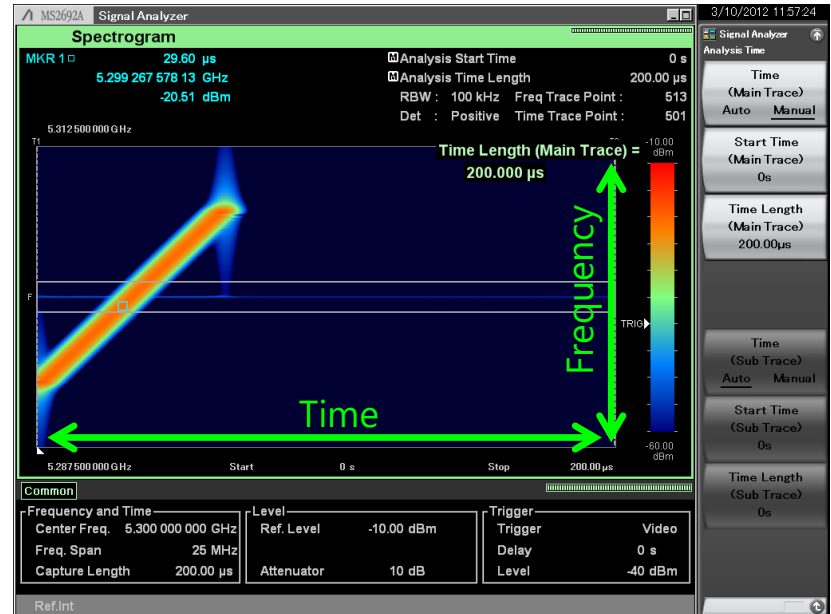 MS2692A Signal Analyzer
3/10/2012 11:57:24
Spectrogram
MKR 1 29.60 µs
5.299 267 578 13 GHz
-20.51 dBm
M Analysis Start Time 0 s
M Analysis Time Length 200.00 µs
RBW : 100 kHz Freq Trace Point : 513
Det : Positive Time Trace Point : 501
5.312 500 000 GHz
T1
Time Length (Main Trace) =
200.000 µs
-10.00
dBm
Frequency
F
TRIG
Time
-60.00
dBm
5.287 500 000 GHz Start 0 s Stop 200.00 µs
Common
Frequency and Time
Center Freq. 5.300 000 000 GHz
Freq. Span 25 MHz
Capture Length 200.00 µs
Level
Ref. Level -10.00 dBm
Attenuator 10 dB
Trigger
Trigger Video
Delay 0 s
Level -40 dBm
Ref.Int
Signal Analyzer
Analysis Time
Time
(Main Trace)
Auto Manual
Start Time
(Main Trace)
0s
Time Length
(Main Trace)
200.00µs
Time
(Sub Trace)
Auto Manual
Start Time
(Sub Trace)
0s
Time Length
(Sub Trace)
0s